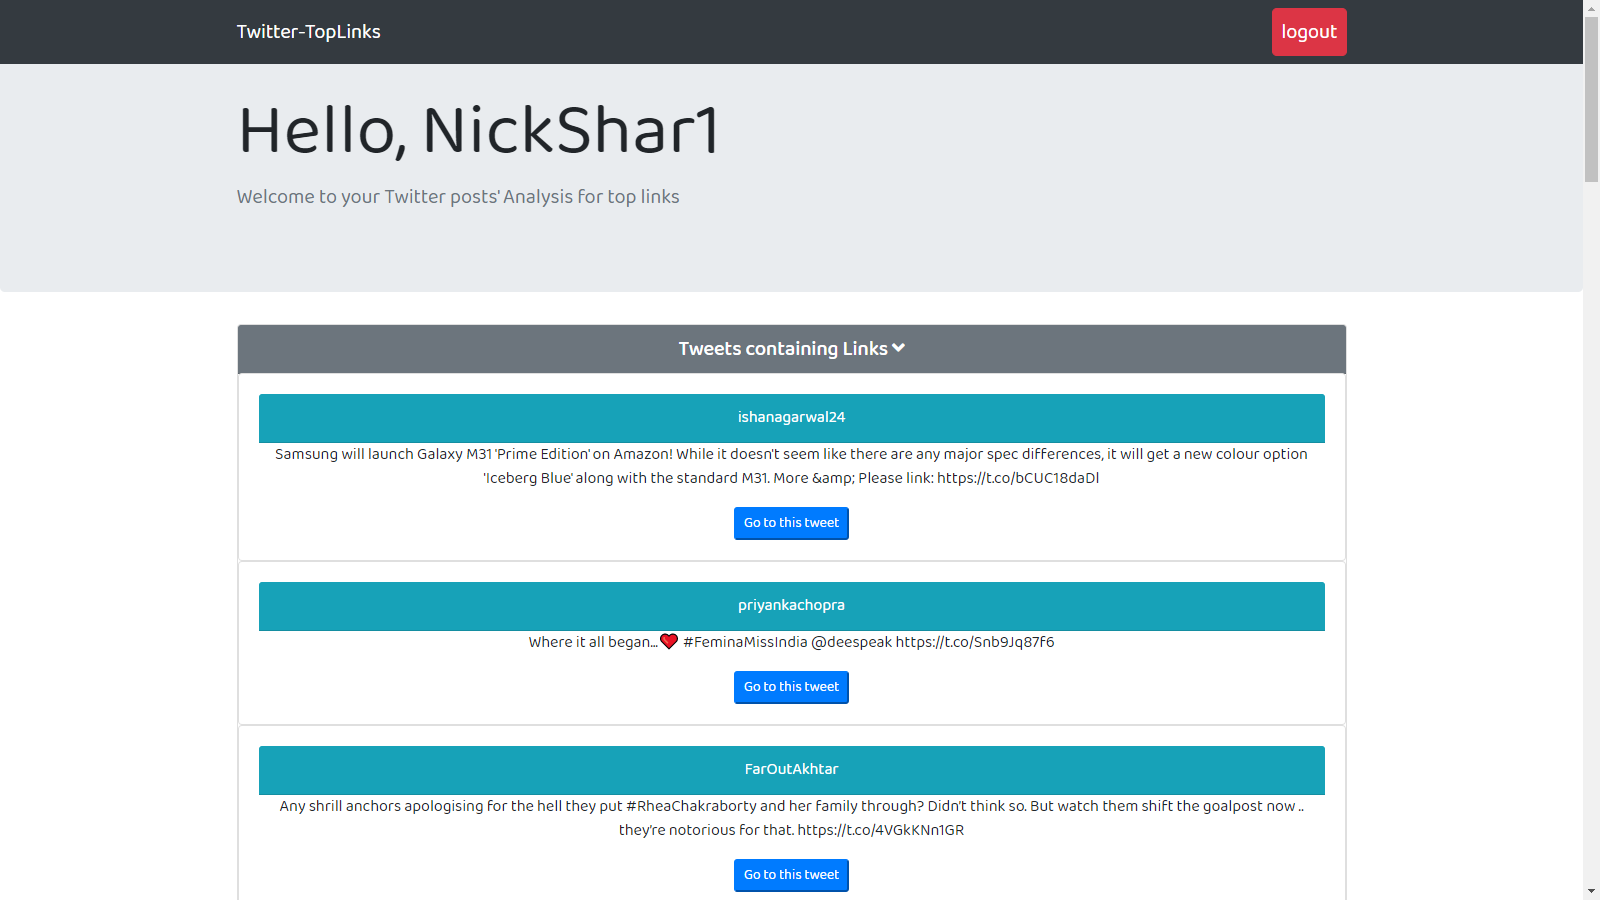 Twitter-TopLinks
logout
Hello, NickShar1
Welcome to your Twitter posts' Analysis for top links
Tweets containing Links
ishanagarwal24
Samsung will launch Galaxy M31 'Prime Edition' on Amazon! While it doesn't seem like there are any major spec differences, it will get a new colour option
'Iceberg Blue' along with the standard M31. More &amp; Please link: https://t.co/bCUC18daDl
Go to this tweet
priyankachopra
Where it all began...❤️ #FeminaMissIndia @deespeak https://t.co/Snb9Jq87f6
Go to this tweet
FarOutAkhtar
Any shrill anchors apologising for the hell they put #RheaChakraborty and her family through? Didn't think so. But watch them shift the goalpost now ..
they're notorious for that. https://t.co/4VGkKNn1GR
Go to this tweet